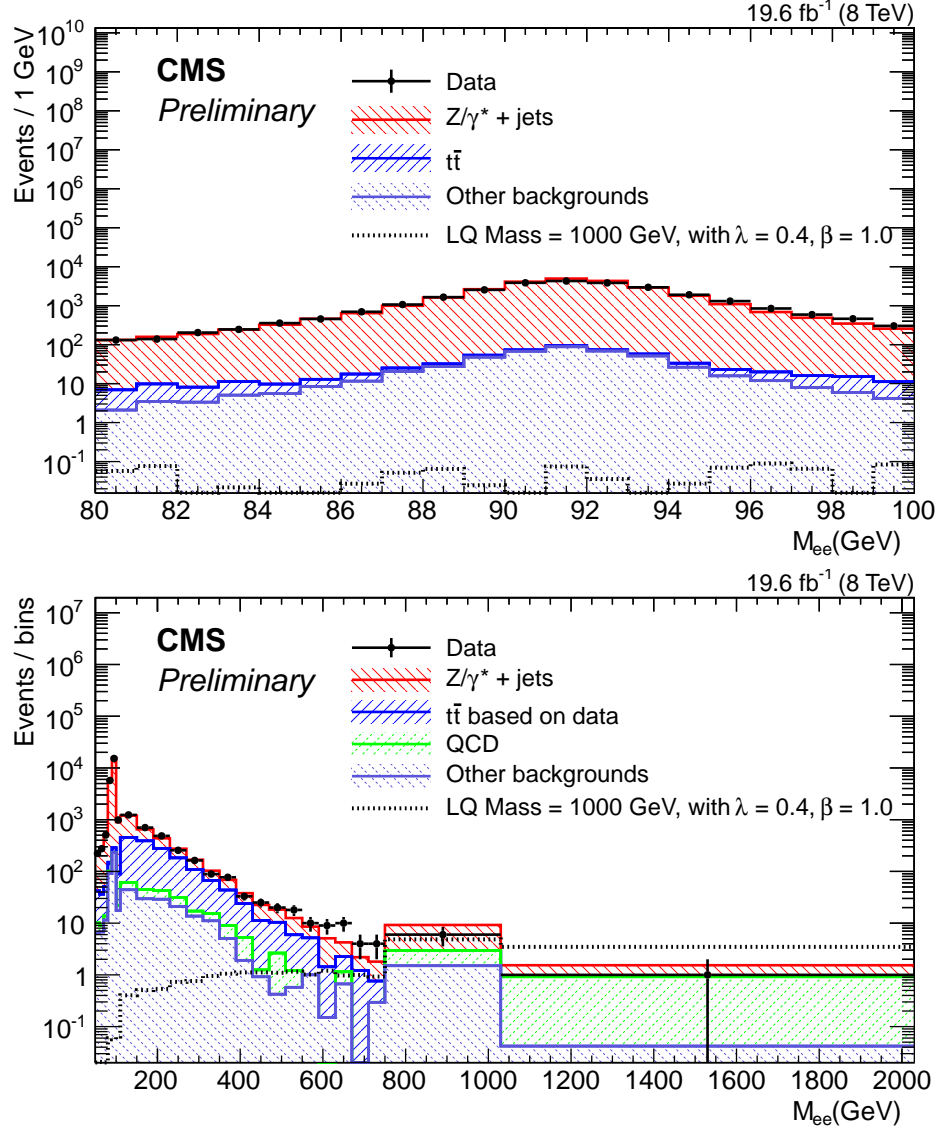 19.6 fb⁻¹ (8 TeV)
Events / 1 GeV
10¹⁰
10⁹
10⁸
10⁷
10⁶
10⁵
10⁴
10³
10²
10
1
10⁻¹
CMS
Preliminary
Data
Z/γ* + jets
tt̄
Other backgrounds
LQ Mass = 1000 GeV, with λ = 0.4, β = 1.0
80 82 84 86 88 90 92 94 96 98 100
M_ee(GeV)
19.6 fb⁻¹ (8 TeV)
Events / bins
10⁷
10⁶
10⁵
10⁴
10³
10²
10
1
10⁻¹
CMS
Preliminary
Data
Z/γ* + jets
tt̄ based on data
QCD
Other backgrounds
LQ Mass = 1000 GeV, with λ = 0.4, β = 1.0
200 400 600 800 1000 1200 1400 1600 1800 2000
M_ee(GeV)